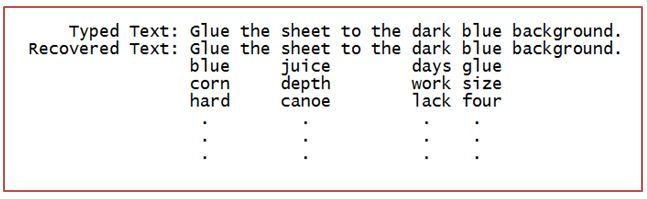 Typed Text: Glue the sheet to the dark blue background.
Recovered Text: Glue the sheet to the dark blue background.
blue juice days glue
corn depth work size
hard canoe lack four
. . . .
. . . .
. . . .